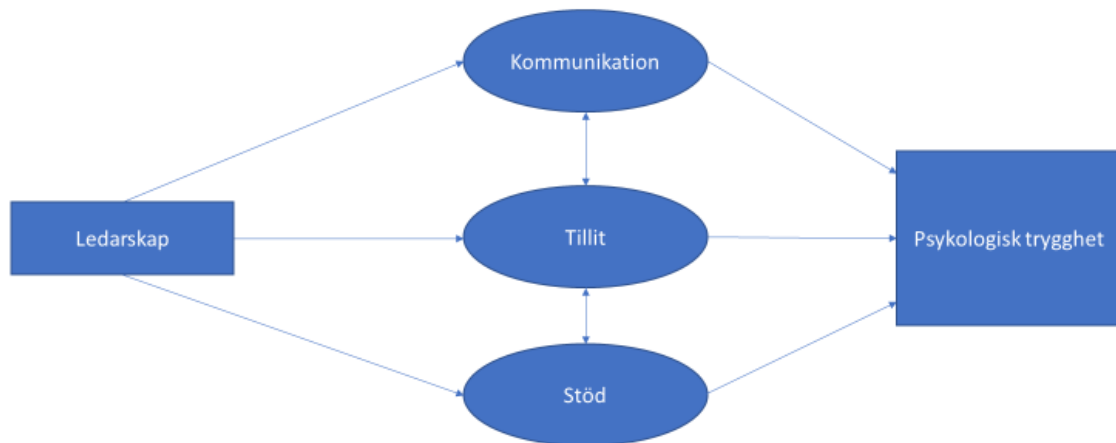 Kommunikation
Ledarskap
Tillit
Psykologisk trygghet
Stöd